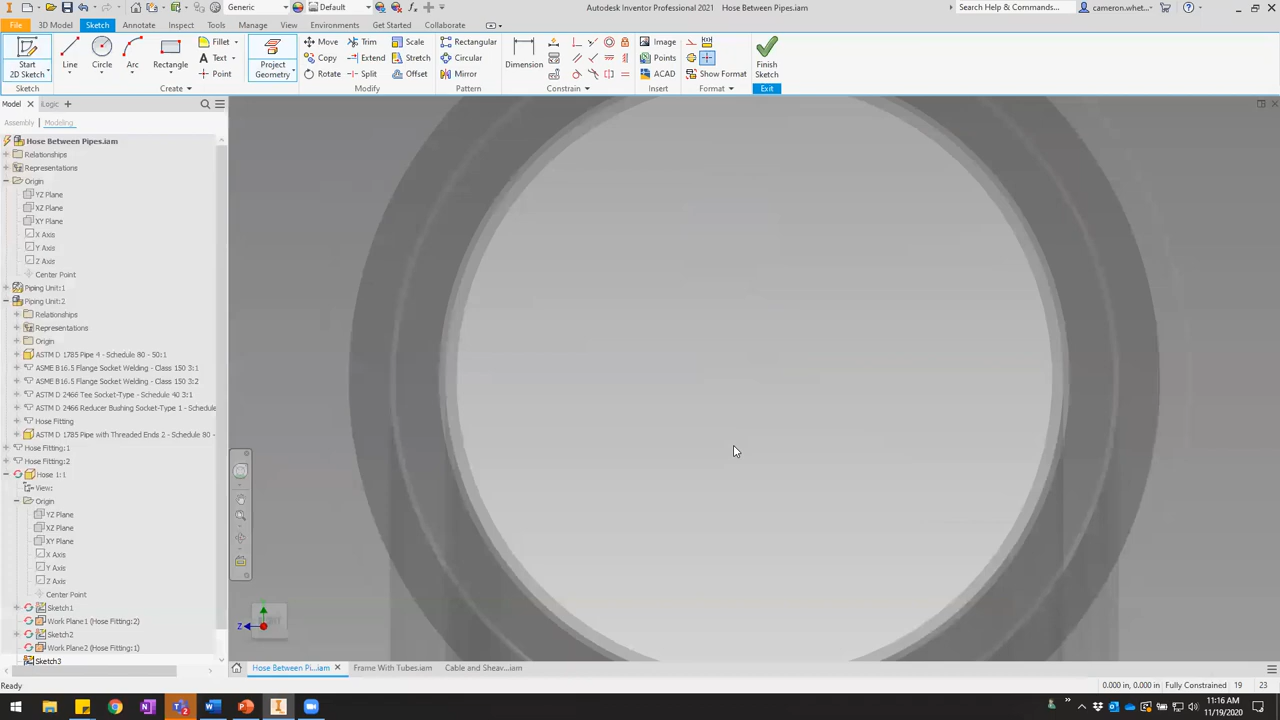 Generic
Default
Autodesk Inventor Professional 2021 Hose Between Pipes.iam
Search Help & Commands...
cameron.whet...
File 3D Model Sketch Annotate Inspect Tools Manage View Environments Get Started Collaborate
Start
2D Sketch
Line
Circle
Arc
Rectangle
Fillet
Text
Point
Project
Geometry
Move
Copy
Rotate
Trim
Extend
Split
Scale
Stretch
Offset
Rectangular
Circular
Mirror
Dimension
Image
Points
ACAD
Show Format
Finish
Sketch
Sketch
Create
Modify
Pattern
Constrain
Insert
Format
Exit
Model
iLogic
Assembly
Modeling
Hose Between Pipes.iam
Relationships
Representations
Origin
YZ Plane
XZ Plane
XY Plane
X Axis
Y Axis
Z Axis
Center Point
Piping Unit:1
Piping Unit:2
Relationships
Representations
Origin
ASTM D 1785 Pipe 4 - Schedule 80 - 50:1
ASME B16.5 Flange Socket Welding - Class 150 3:1
ASME B16.5 Flange Socket Welding - Class 150 3:2
ASTM D 2466 Tee Socket-Type - Schedule 40 3:1
ASTM D 2466 Reducer Bushing Socket-Type 1 - Schedule
Hose Fitting
ASTM D 1785 Pipe with Threaded Ends 2 - Schedule 80 -
Hose Fitting:1
Hose Fitting:2
Hose 1:1
View:
Origin
YZ Plane
XZ Plane
XY Plane
X Axis
Y Axis
Z Axis
Center Point
Sketch1
Work Plane1 (Hose Fitting:2)
Sketch2
Work Plane2 (Hose Fitting:1)
Sketch3
Z
Hose Between Pi...iam
Frame With Tubes.iam
Cable and Sheav...iam
Ready
0.000 in, 0.000 in Fully Constrained 19 23
11:16 AM
11/19/2020